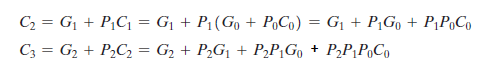 C₂ = G₁ + P₁C₁ = G₁ + P₁(G₀ + P₀C₀) = G₁ + P₁G₀ + P₁P₀C₀
C₃ = G₂ + P₂C₂ = G₂ + P₂G₁ + P₂P₁G₀ + P₂P₁P₀C₀